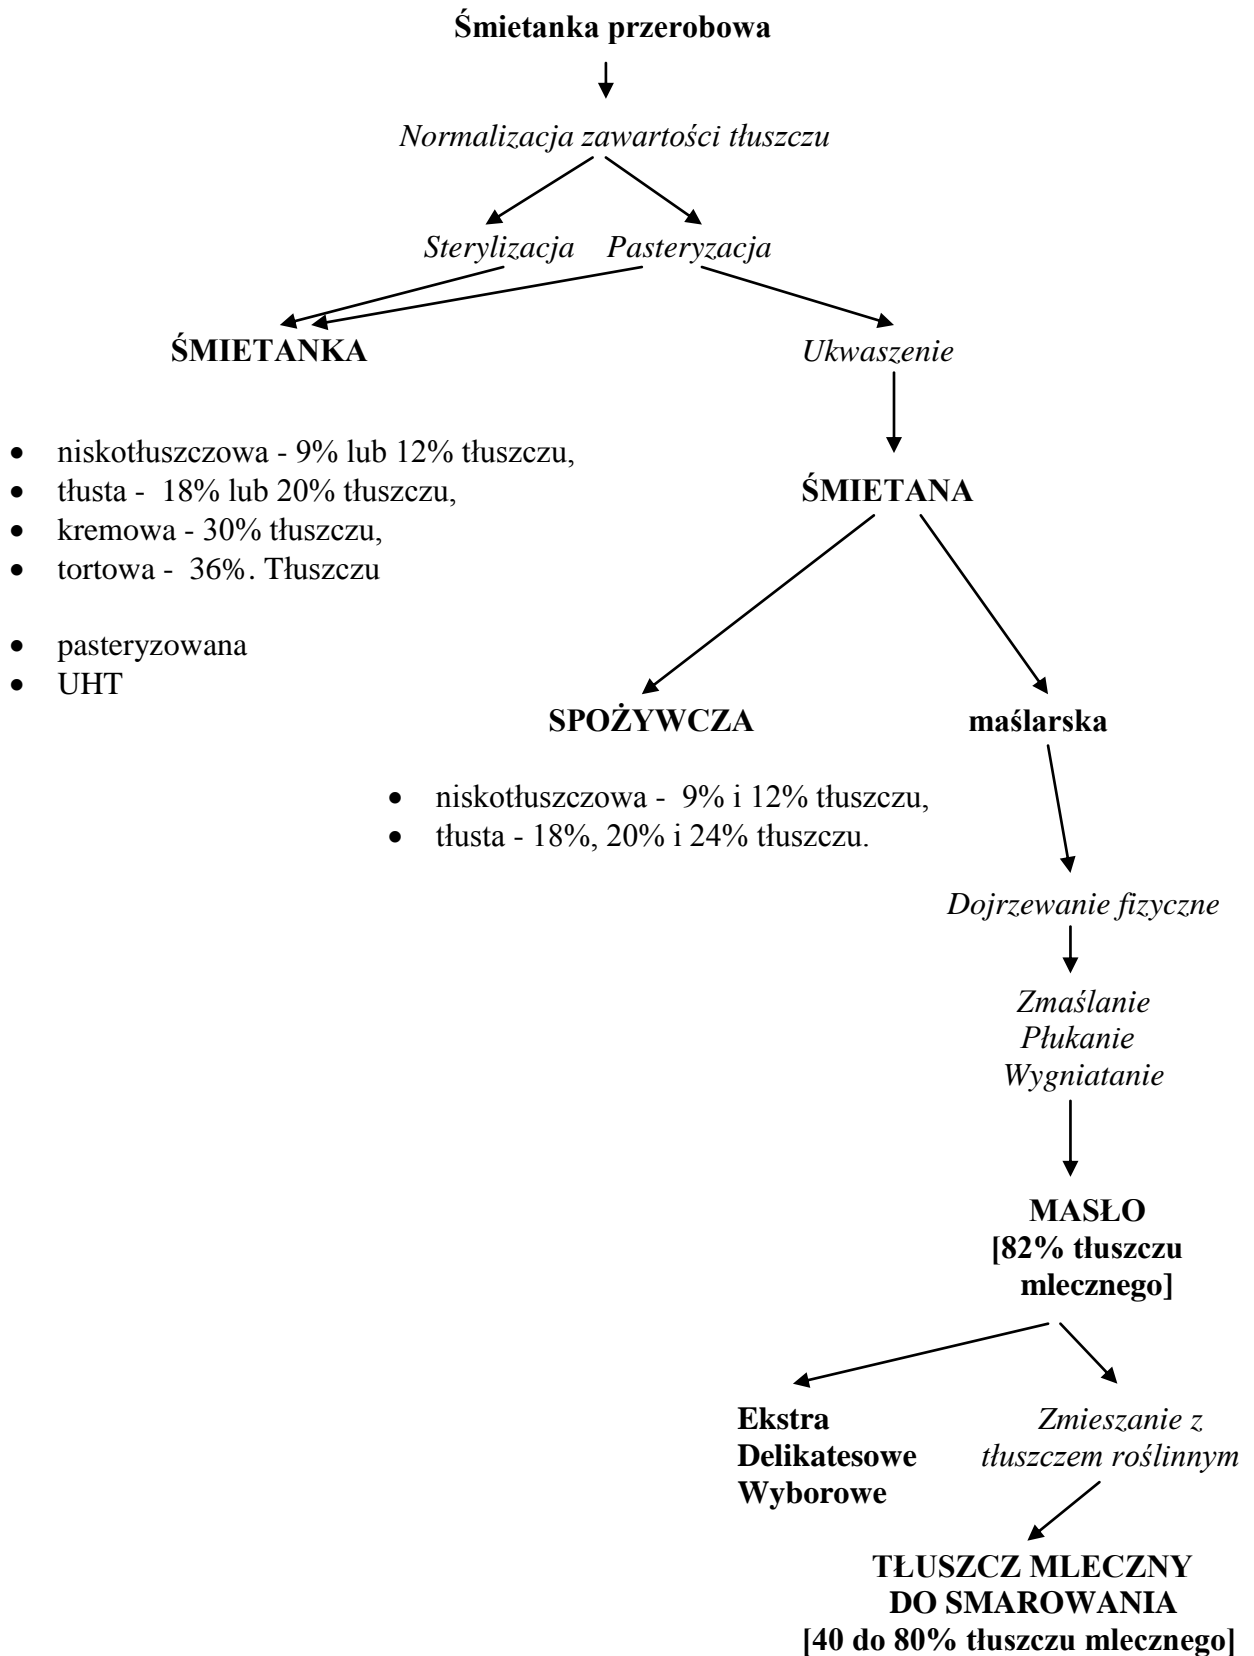 Śmietanka przerobowa
Normalizacja zawartości tłuszczu
Sterylizacja Pasteryzacja
ŚMIETANKA
Ukwaszenie
• niskotłuszczowa - 9% lub 12% tłuszczu,
• tłusta - 18% lub 20% tłuszczu,
• kremowa - 30% tłuszczu,
• tortowa - 36%. Tłuszczu
• pasteryzowana
• UHT
ŚMIETANA
SPOŻYWCZA
maślarska
• niskotłuszczowa - 9% i 12% tłuszczu,
• tłusta - 18%, 20% i 24% tłuszczu.
Dojrzewanie fizyczne
Zmaślanie
Płukanie
Wygniatanie
MASŁO
[82% tłuszczu
mlecznego]
Ekstra
Delikatesowe
Wyborowe
Zmieszanie z
tłuszczem roślinnym
TŁUSZCZ MLECZNY
DO SMAROWANIA
[40 do 80% tłuszczu mlecznego]